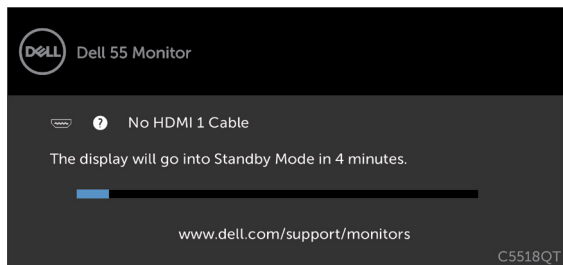 DELL
Dell 55 Monitor
? No HDMI 1 Cable
The display will go into Standby Mode in 4 minutes.
www.dell.com/support/monitors
C5518QT